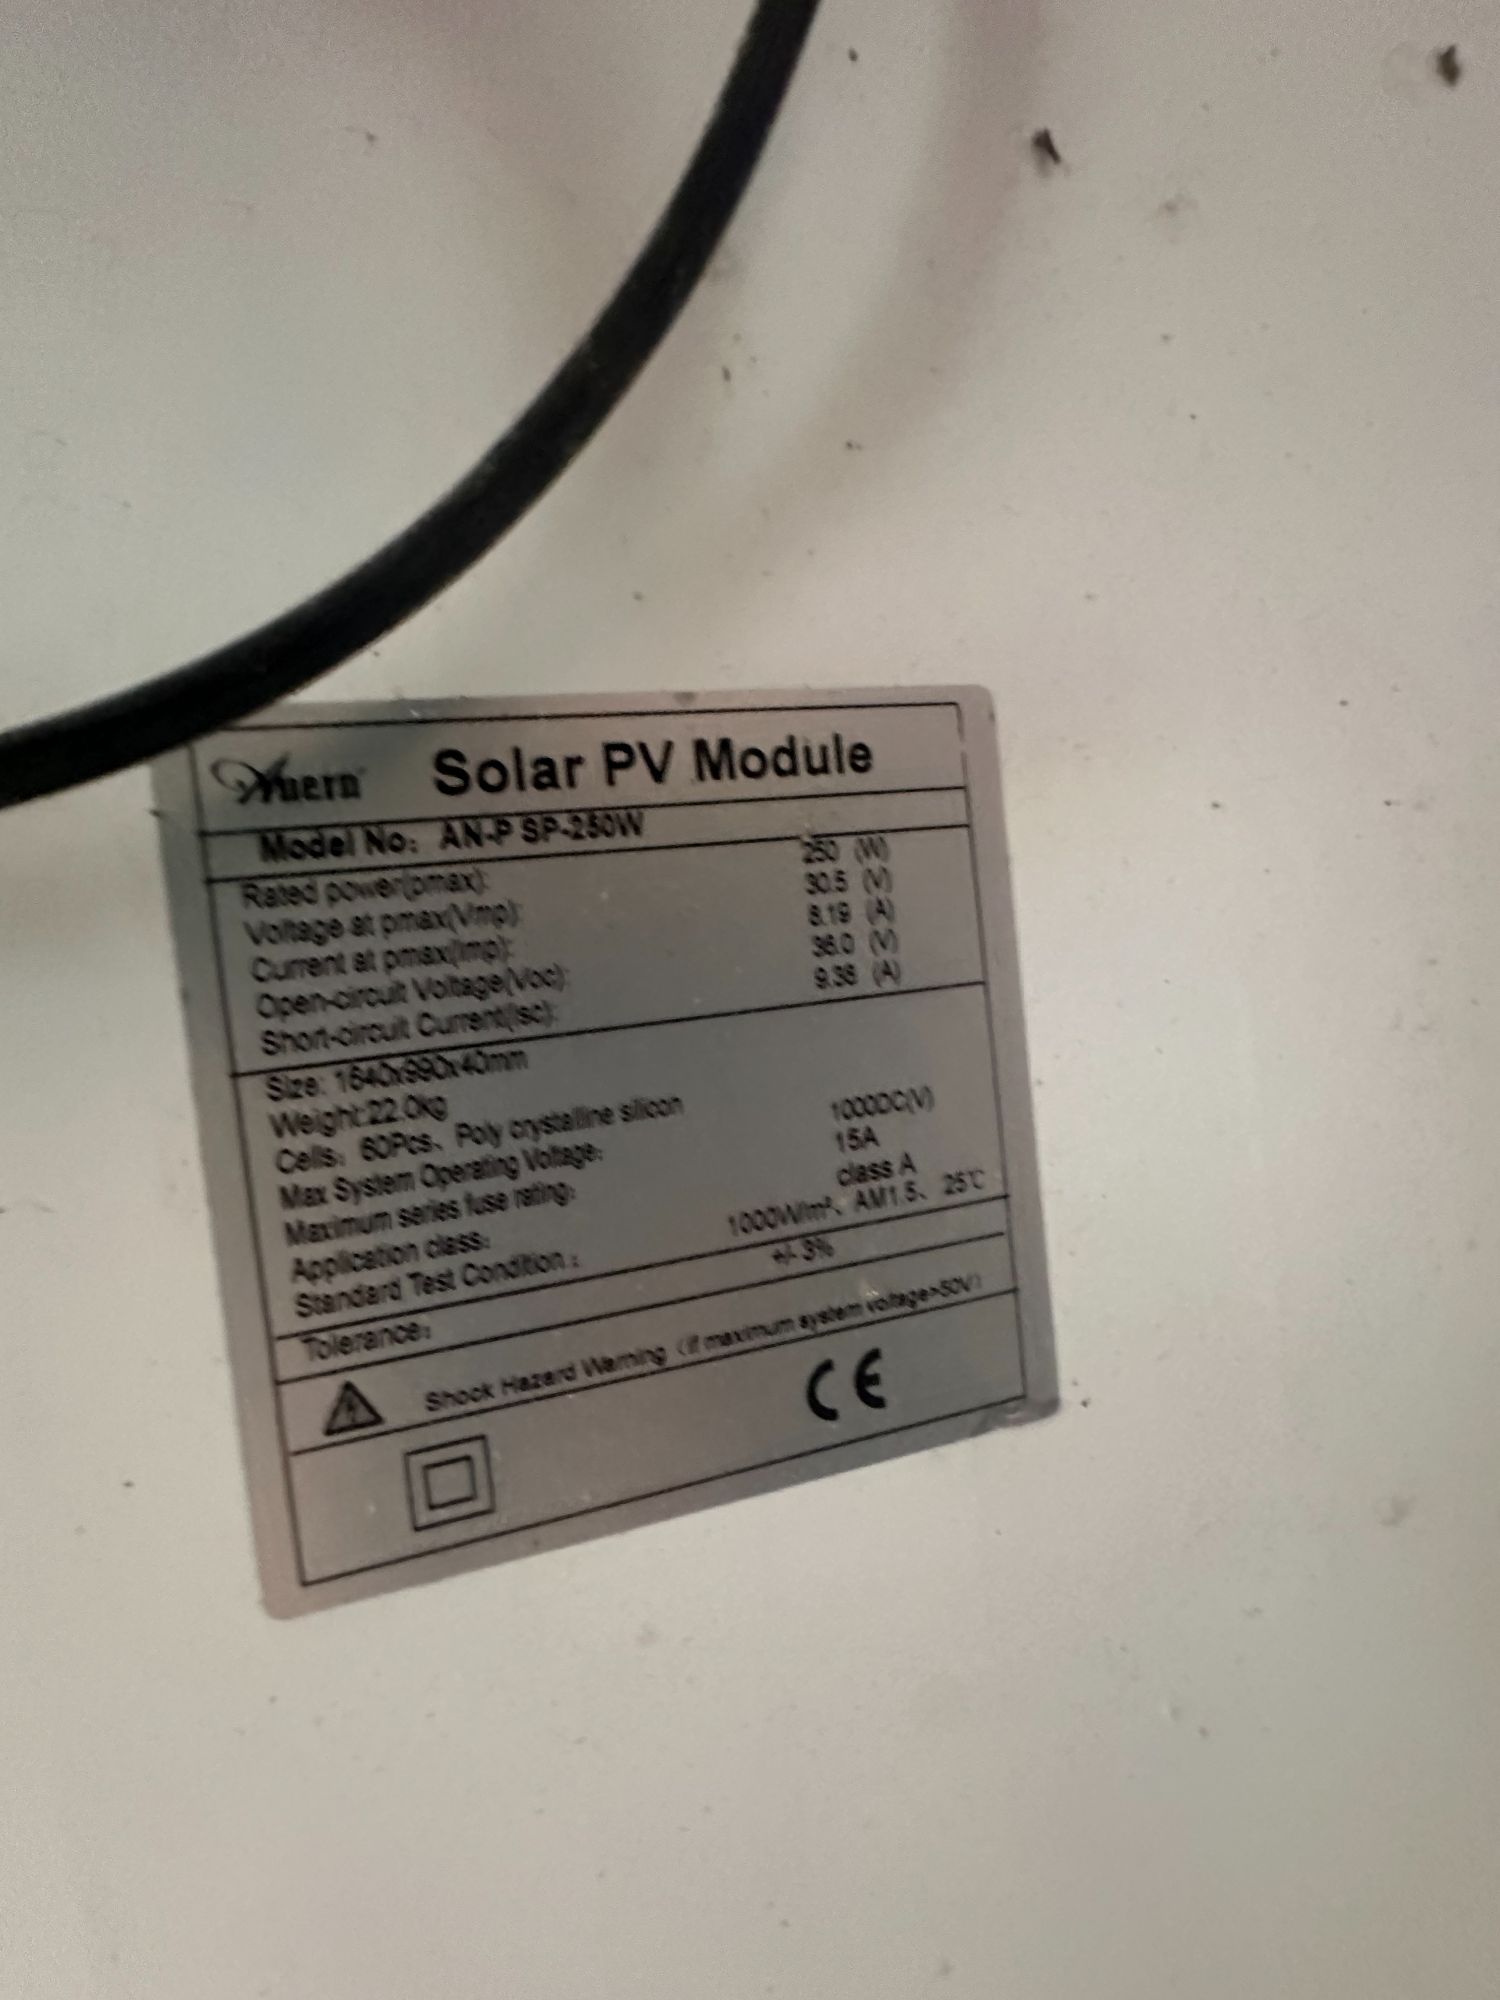 Anern® Solar PV Module
Model No: AN-P SP-250W
Rated power(pmax): 250 (W)
Voltage at pmax(Vmp): 30.5 (V)
Current at pmax(Imp): 8.19 (A)
Open-circuit Voltage(Voc): 36.0 (V)
Short-circuit Current(Isc): 9.38 (A)
Size: 1640x990x40mm
Weight:22.0kg
Cells: 60Pcs、Poly crystalline silicon
Max System Operating Voltage: 1000DC(V)
Maximum series fuse rating: 15A
Application class: class A
Standard Test Condition : 1000W/m²、AM1.5、25℃
Tolerance: +/- 3%
Shock Hazard Warning (if maximum system voltage>50V)
CE